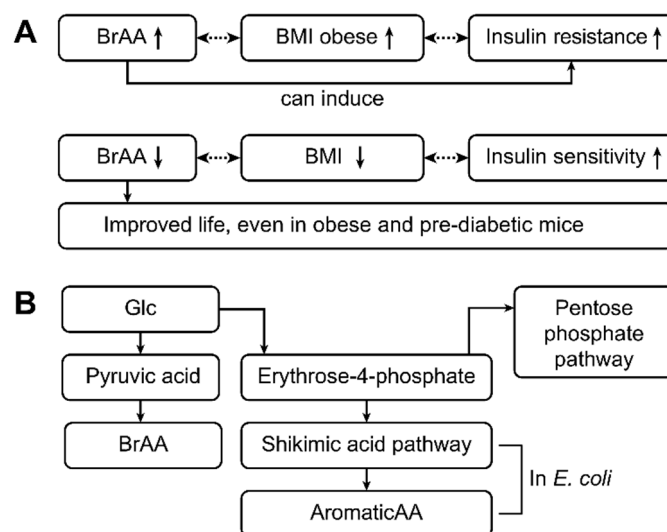 A
BrAA ↑
BMI obese ↑
Insulin resistance ↑
can induce
BrAA ↓
BMI ↓
Insulin sensitivity ↑
Improved life, even in obese and pre-diabetic mice
B
Glc
Pentose
phosphate
pathway
Pyruvic acid
Erythrose-4-phosphate
BrAA
Shikimic acid pathway
In E. coli
AromaticAA